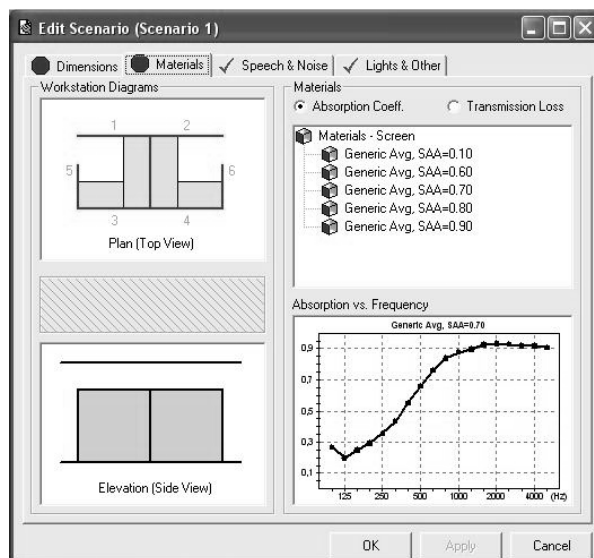 Edit Scenario (Scenario 1)
Dimensions Materials Speech & Noise Lights & Other
Workstation Diagrams
1 2
5 6
3 4
Plan (Top View)
Elevation (Side View)
Materials
Absorption Coeff. Transmission Loss
Materials - Screen
Generic Avg, SAA=0.10
Generic Avg, SAA=0.60
Generic Avg, SAA=0.70
Generic Avg, SAA=0.80
Generic Avg, SAA=0.90
Absorption vs. Frequency
Generic Avg, SAA=0.70
0,9
0,7
0,5
0,3
0,1
125 250 500 1000 2000 4000 (Hz)
OK Apply Cancel